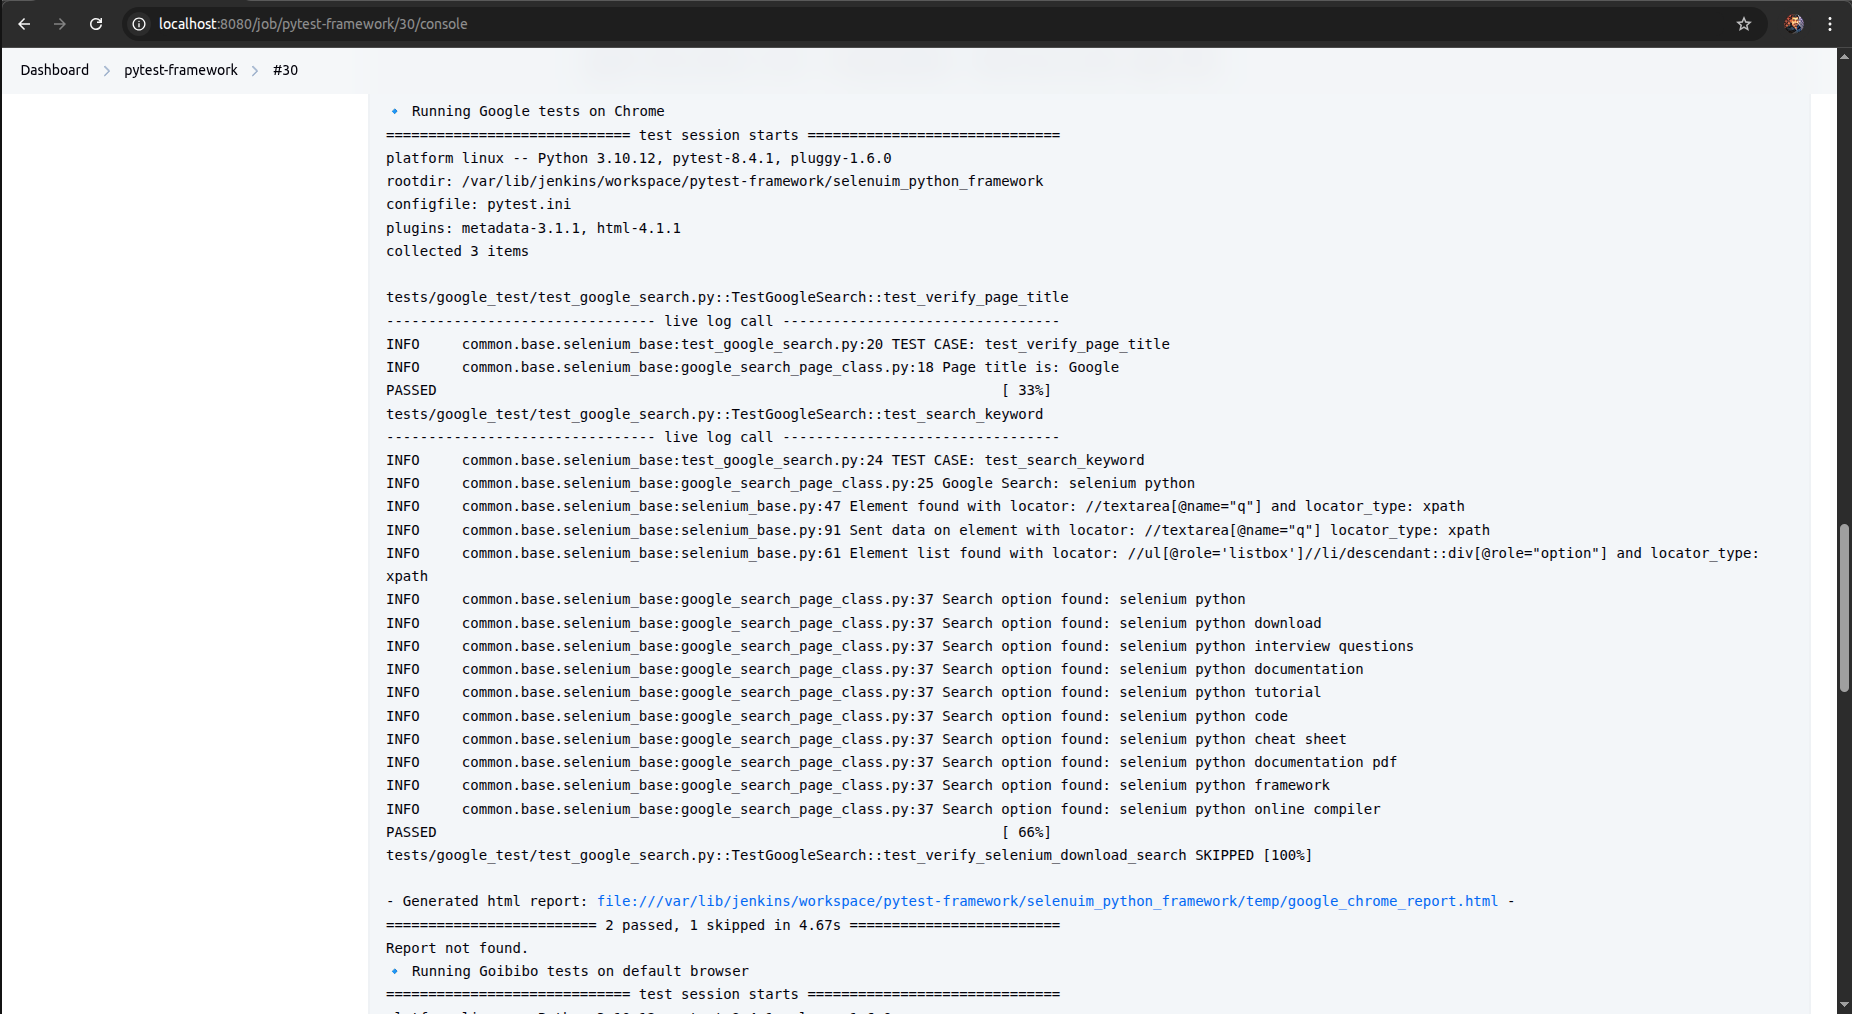 localhost:8080/job/pytest-framework/30/console
Dashboard > pytest-framework > #30
🔹 Running Google tests on Chrome
============================= test session starts ==============================
platform linux -- Python 3.10.12, pytest-8.4.1, pluggy-1.6.0
rootdir: /var/lib/jenkins/workspace/pytest-framework/selenuim_python_framework
configfile: pytest.ini
plugins: metadata-3.1.1, html-4.1.1
collected 3 items
tests/google_test/test_google_search.py::TestGoogleSearch::test_verify_page_title
-------------------------------- live log call ---------------------------------
INFO     common.base.selenium_base:test_google_search.py:20 TEST CASE: test_verify_page_title
INFO     common.base.selenium_base:google_search_page_class.py:18 Page title is: Google
PASSED                                                                   [ 33%]
tests/google_test/test_google_search.py::TestGoogleSearch::test_search_keyword
-------------------------------- live log call ---------------------------------
INFO     common.base.selenium_base:test_google_search.py:24 TEST CASE: test_search_keyword
INFO     common.base.selenium_base:google_search_page_class.py:25 Google Search: selenium python
INFO     common.base.selenium_base:selenium_base.py:47 Element found with locator: //textarea[@name="q"] and locator_type: xpath
INFO     common.base.selenium_base:selenium_base.py:91 Sent data on element with locator: //textarea[@name="q"] locator_type: xpath
INFO     common.base.selenium_base:selenium_base.py:61 Element list found with locator: //ul[@role='listbox']//li/descendant::div[@role="option"] and locator_type:
xpath
INFO     common.base.selenium_base:google_search_page_class.py:37 Search option found: selenium python
INFO     common.base.selenium_base:google_search_page_class.py:37 Search option found: selenium python download
INFO     common.base.selenium_base:google_search_page_class.py:37 Search option found: selenium python interview questions
INFO     common.base.selenium_base:google_search_page_class.py:37 Search option found: selenium python documentation
INFO     common.base.selenium_base:google_search_page_class.py:37 Search option found: selenium python tutorial
INFO     common.base.selenium_base:google_search_page_class.py:37 Search option found: selenium python code
INFO     common.base.selenium_base:google_search_page_class.py:37 Search option found: selenium python cheat sheet
INFO     common.base.selenium_base:google_search_page_class.py:37 Search option found: selenium python documentation pdf
INFO     common.base.selenium_base:google_search_page_class.py:37 Search option found: selenium python framework
INFO     common.base.selenium_base:google_search_page_class.py:37 Search option found: selenium python online compiler
PASSED                                                                   [ 66%]
tests/google_test/test_google_search.py::TestGoogleSearch::test_verify_selenium_download_search SKIPPED [100%]
- Generated html report: file:///var/lib/jenkins/workspace/pytest-framework/selenuim_python_framework/temp/google_chrome_report.html -
========================= 2 passed, 1 skipped in 4.67s =========================
Report not found.
🔹 Running Goibibo tests on default browser
============================= test session starts ==============================